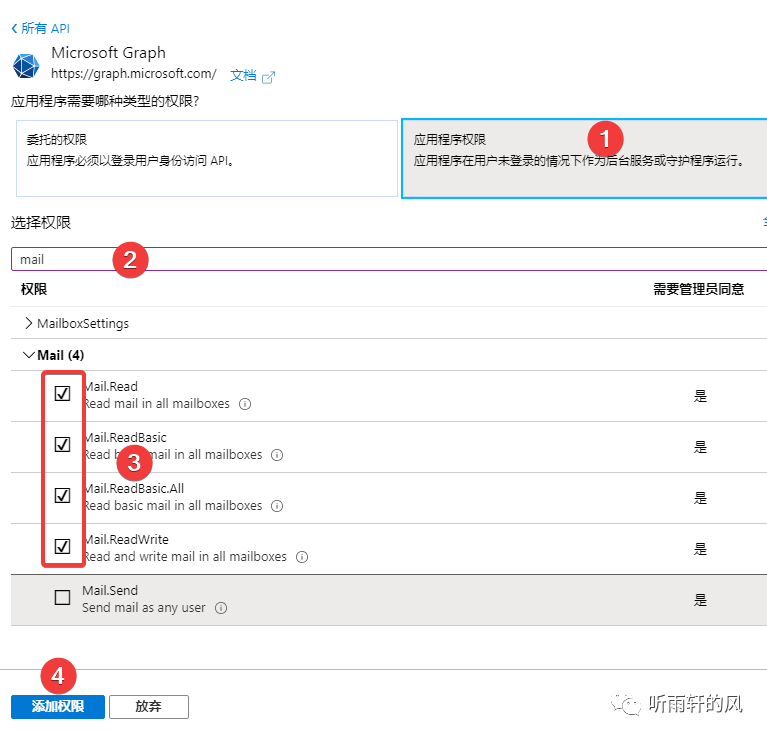 所有 API
Microsoft Graph
https://graph.microsoft.com/ 文档
应用程序需要哪种类型的权限?
委托的权限
应用程序必须以登录用户身份访问 API。
应用程序权限
1
应用程序在用户未登录的情况下作为后台服务或守护程序运行。
选择权限
mail
2
权限 需要管理员同意
MailboxSettings
Mail (4)
Mail.Read
Read mail in all mailboxes
是
Mail.ReadBasic
Read b mail in all mailboxes
是
3
Mail.ReadBasic.All
Read basic mail in all mailboxes
是
Mail.ReadWrite
Read and write mail in all mailboxes
是
Mail.Send
Send mail as any user
是
4
添加权限 放弃
听雨轩的风